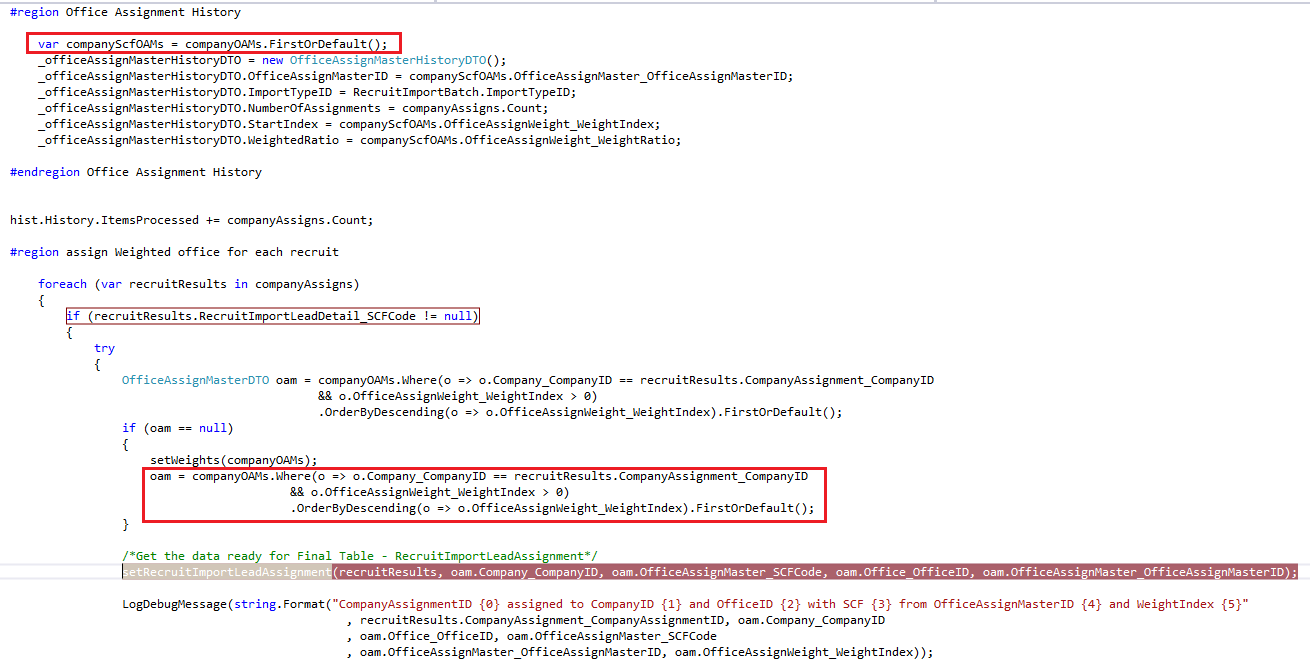 #region Office Assignment History
var companyScfOAMs = companyOAMs.FirstOrDefault();
_officeAssignMasterHistoryDTO = new OfficeAssignMasterHistoryDTO();
_officeAssignMasterHistoryDTO.OfficeAssignMasterID = companyScfOAMs.OfficeAssignMaster_OfficeAssignMasterID;
_officeAssignMasterHistoryDTO.ImportTypeID = RecruitImportBatch.ImportTypeID;
_officeAssignMasterHistoryDTO.NumberOfAssignments = companyAssigns.Count;
_officeAssignMasterHistoryDTO.StartIndex = companyScfOAMs.OfficeAssignWeight_WeightIndex;
_officeAssignMasterHistoryDTO.WeightedRatio = companyScfOAMs.OfficeAssignWeight_WeightRatio;
#endregion Office Assignment History
hist.History.ItemsProcessed += companyAssigns.Count;
#region assign Weighted office for each recruit
foreach (var recruitResults in companyAssigns)
{
if (recruitResults.RecruitImportLeadDetail_SCFCode != null)
{
try
{
OfficeAssignMasterDTO oam = companyOAMs.Where(o => o.Company_CompanyID == recruitResults.CompanyAssignment_CompanyID
&& o.OfficeAssignWeight_WeightIndex > 0)
.OrderByDescending(o => o.OfficeAssignWeight_WeightIndex).FirstOrDefault();
if (oam == null)
{
setWeights(companyOAMs);
oam = companyOAMs.Where(o => o.Company_CompanyID == recruitResults.CompanyAssignment_CompanyID
&& o.OfficeAssignWeight_WeightIndex > 0)
.OrderByDescending(o => o.OfficeAssignWeight_WeightIndex).FirstOrDefault();
}
/*Get the data ready for Final Table - RecruitImportLeadAssignment*/
setRecruitImportLeadAssignment(recruitResults, oam.Company_CompanyID, oam.OfficeAssignMaster_SCFCode, oam.Office_OfficeID, oam.OfficeAssignMaster_OfficeAssignMasterID);
LogDebugMessage(string.Format("CompanyAssignmentID {0} assigned to CompanyID {1} and OfficeID {2} with SCF {3} from OfficeAssignMasterID {4} and WeightIndex {5}"
, recruitResults.CompanyAssignment_CompanyAssignmentID, oam.Company_CompanyID
, oam.Office_OfficeID, oam.OfficeAssignMaster_SCFCode
, oam.OfficeAssignMaster_OfficeAssignMasterID, oam.OfficeAssignWeight_WeightIndex));